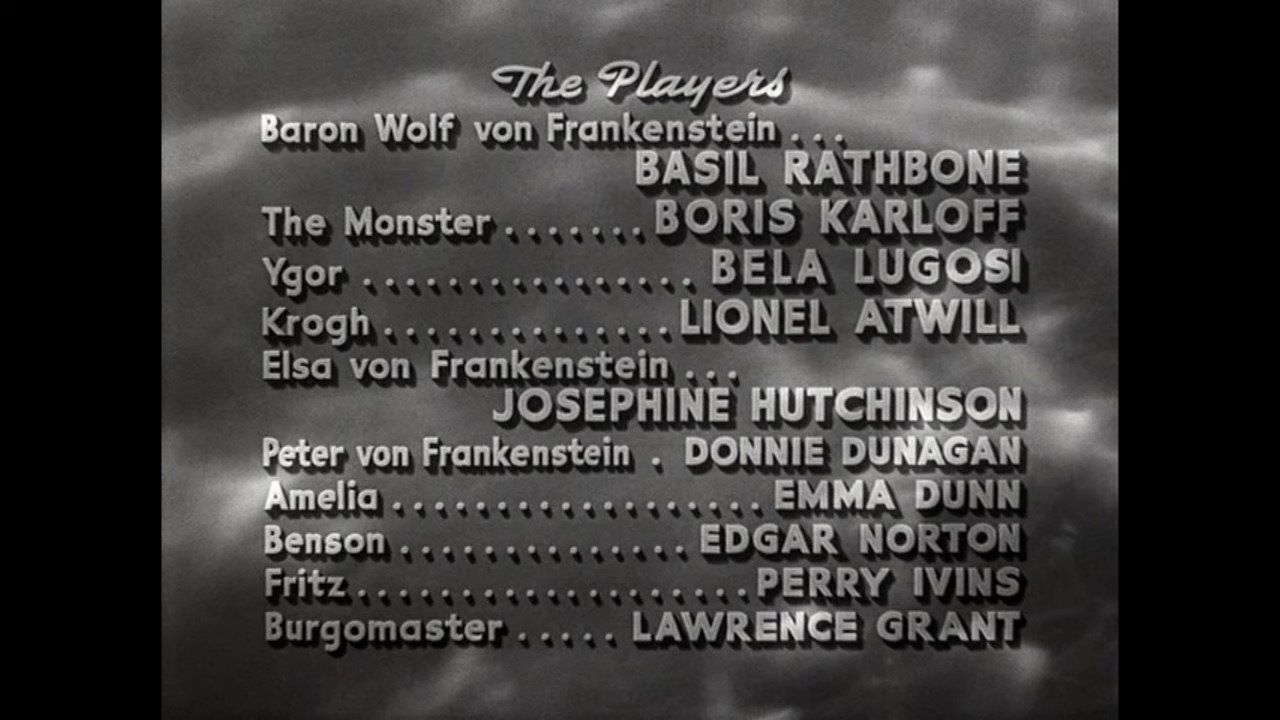 The Players
Baron Wolf von Frankenstein . . .
BASIL RATHBONE
The Monster . . . . . . . BORIS KARLOFF
Ygor . . . . . . . . . . . . . . . . BELA LUGOSI
Krogh . . . . . . . . . . . . . . LIONEL ATWILL
Elsa von Frankenstein . . .
JOSEPHINE HUTCHINSON
Peter von Frankenstein . DONNIE DUNAGAN
Amelia . . . . . . . . . . . . . . . . . . EMMA DUNN
Benson . . . . . . . . . . . . . . EDGAR NORTON
Fritz . . . . . . . . . . . . . . . . . . . PERRY IVINS
Burgomaster . . . . . LAWRENCE GRANT